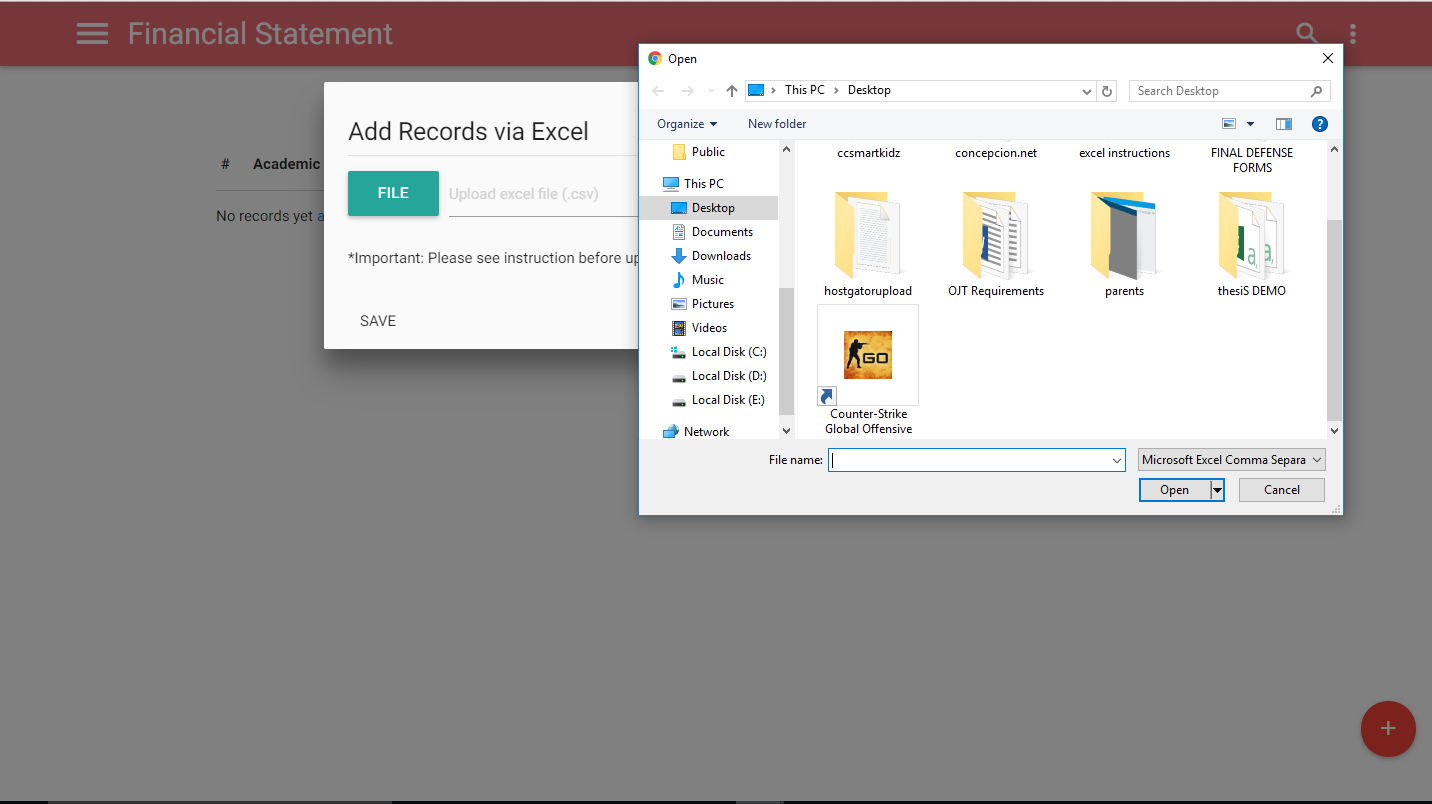 Financial Statement
Open
This PC
Desktop
Search Desktop
Organize
New folder
Add Records via Excel
FILE
Upload excel file (.csv)
*Important: Please see instruction before up
SAVE
# Academic
No records yet a
Public
This PC
Desktop
Documents
Downloads
Music
Pictures
Videos
Local Disk (C:)
Local Disk (D:)
Local Disk (E:)
Network
ccsmartkidz
concepcion.net
excel instructions
FINAL DEFENSE
FORMS
hostgatorupload
OJT Requirements
parents
a,
a,
thesiS DEMO
GO
Counter-Strike
Global Offensive
File name:
Microsoft Excel Comma Separa
Open
Cancel